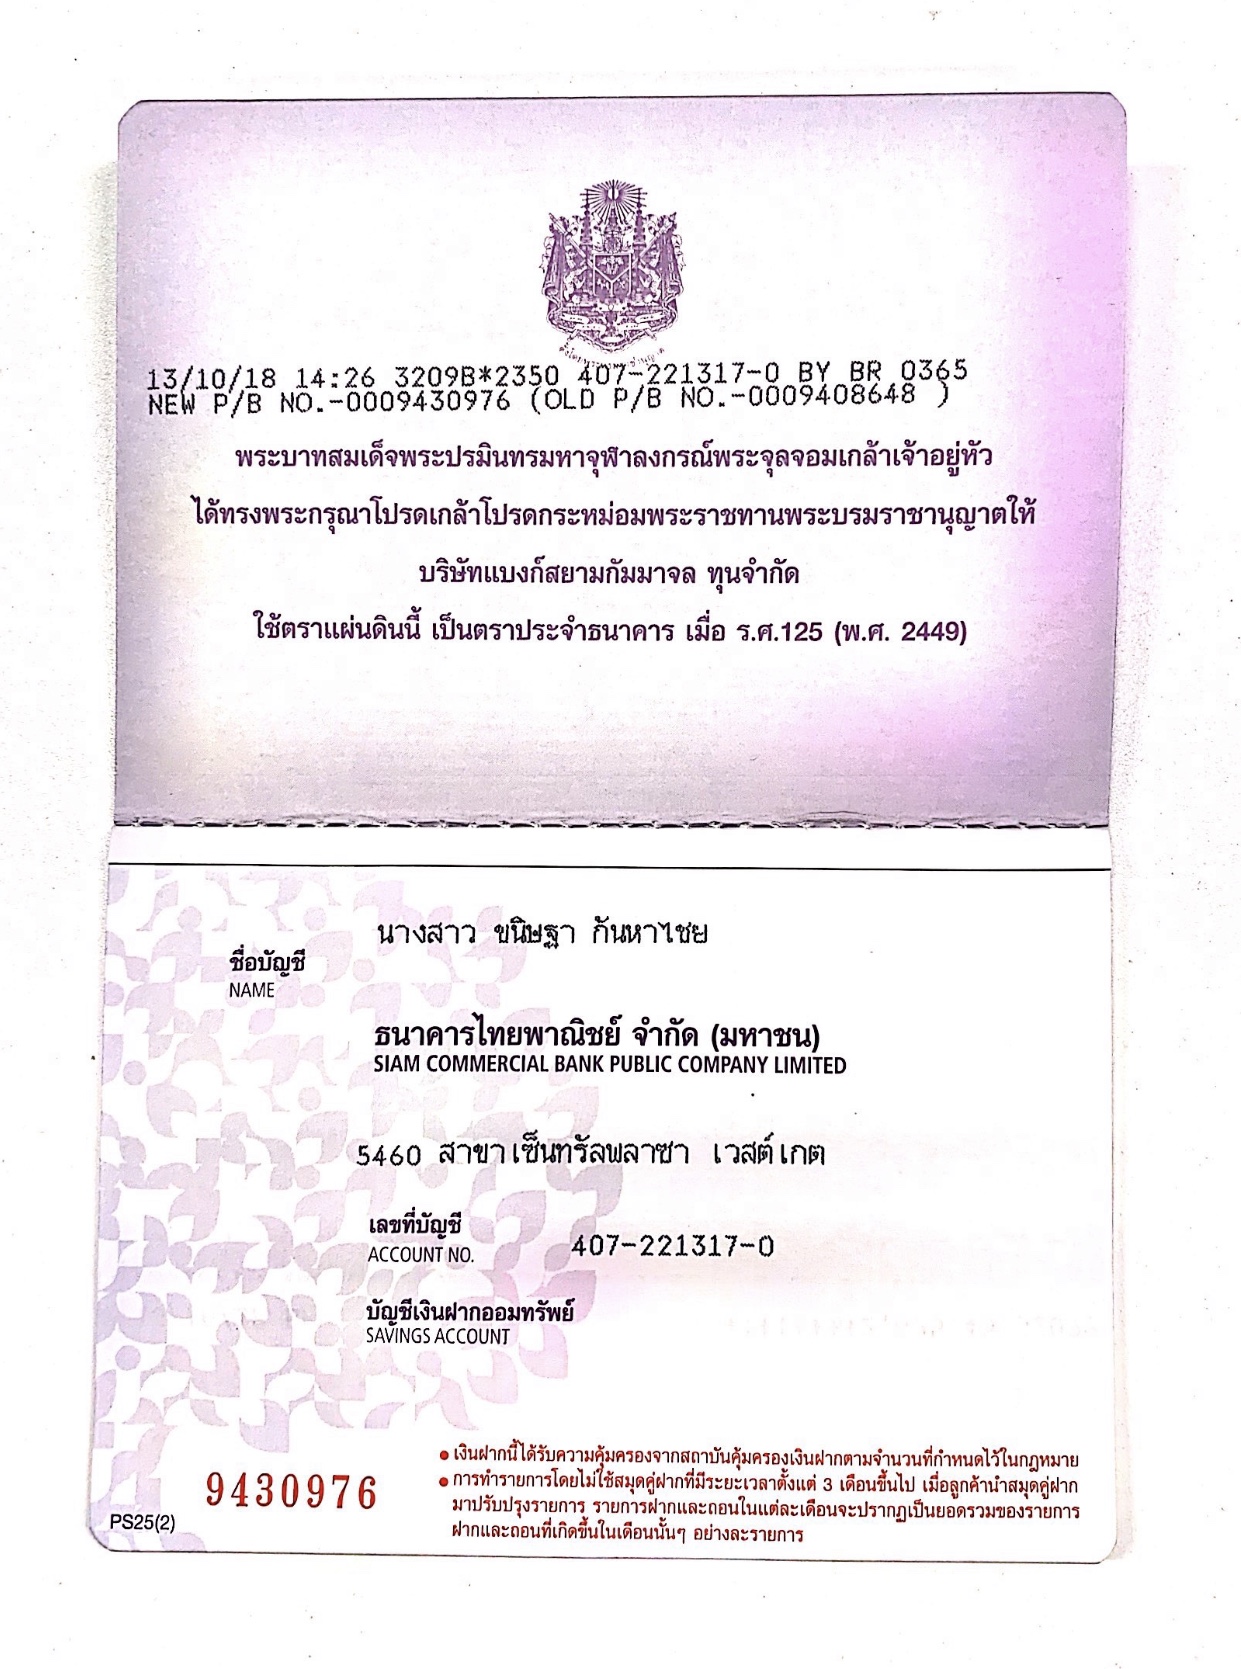 13/10/18 14:26 3209B*2350 407-221317-0 BY BR 0365
NEW P/B NO.-0009430976 (OLD P/B NO.-0009408648 )
พระบาทสมเด็จพระปรมินทรมหาจุฬาลงกรณ์พระจุลจอมเกล้าเจ้าอยู่หัว
ได้ทรงพระกรุณาโปรดเกล้าโปรดกระหม่อมพระราชทานพระบรมราชานุญาตให้
บริษัทแบงก์สยามกัมมาจล ทุนจำกัด
ใช้ตราแผ่นดินนี้ เป็นตราประจำธนาคาร เมื่อ ร.ศ.125 (พ.ศ. 2449)
นางสาว ขนิษฐา กันหาไชย
ชื่อบัญชี
NAME
ธนาคารไทยพาณิชย์ จำกัด (มหาชน)
SIAM COMMERCIAL BANK PUBLIC COMPANY LIMITED
5460 สาขาเซ็นทรัลพลาซา เวสต์เกต
เลขที่บัญชี
ACCOUNT NO. 407-221317-0
บัญชีเงินฝากออมทรัพย์
SAVINGS ACCOUNT
• เงินฝากนี้ได้รับความคุ้มครองจากสถาบันคุ้มครองเงินฝากตามจำนวนที่กำหนดไว้ในกฎหมาย
• การทำรายการโดยไม่ใช้สมุดคู่ฝากที่มีระยะเวลาตั้งแต่ 3 เดือนขึ้นไป เมื่อลูกค้านำสมุดคู่ฝาก
มาปรับปรุงรายการ รายการฝากและถอนในแต่ละเดือนจะปรากฏเป็นยอดรวมของรายการ
ฝากและถอนที่เกิดขึ้นในเดือนนั้นๆ อย่างละรายการ
9430976
PS25(2)